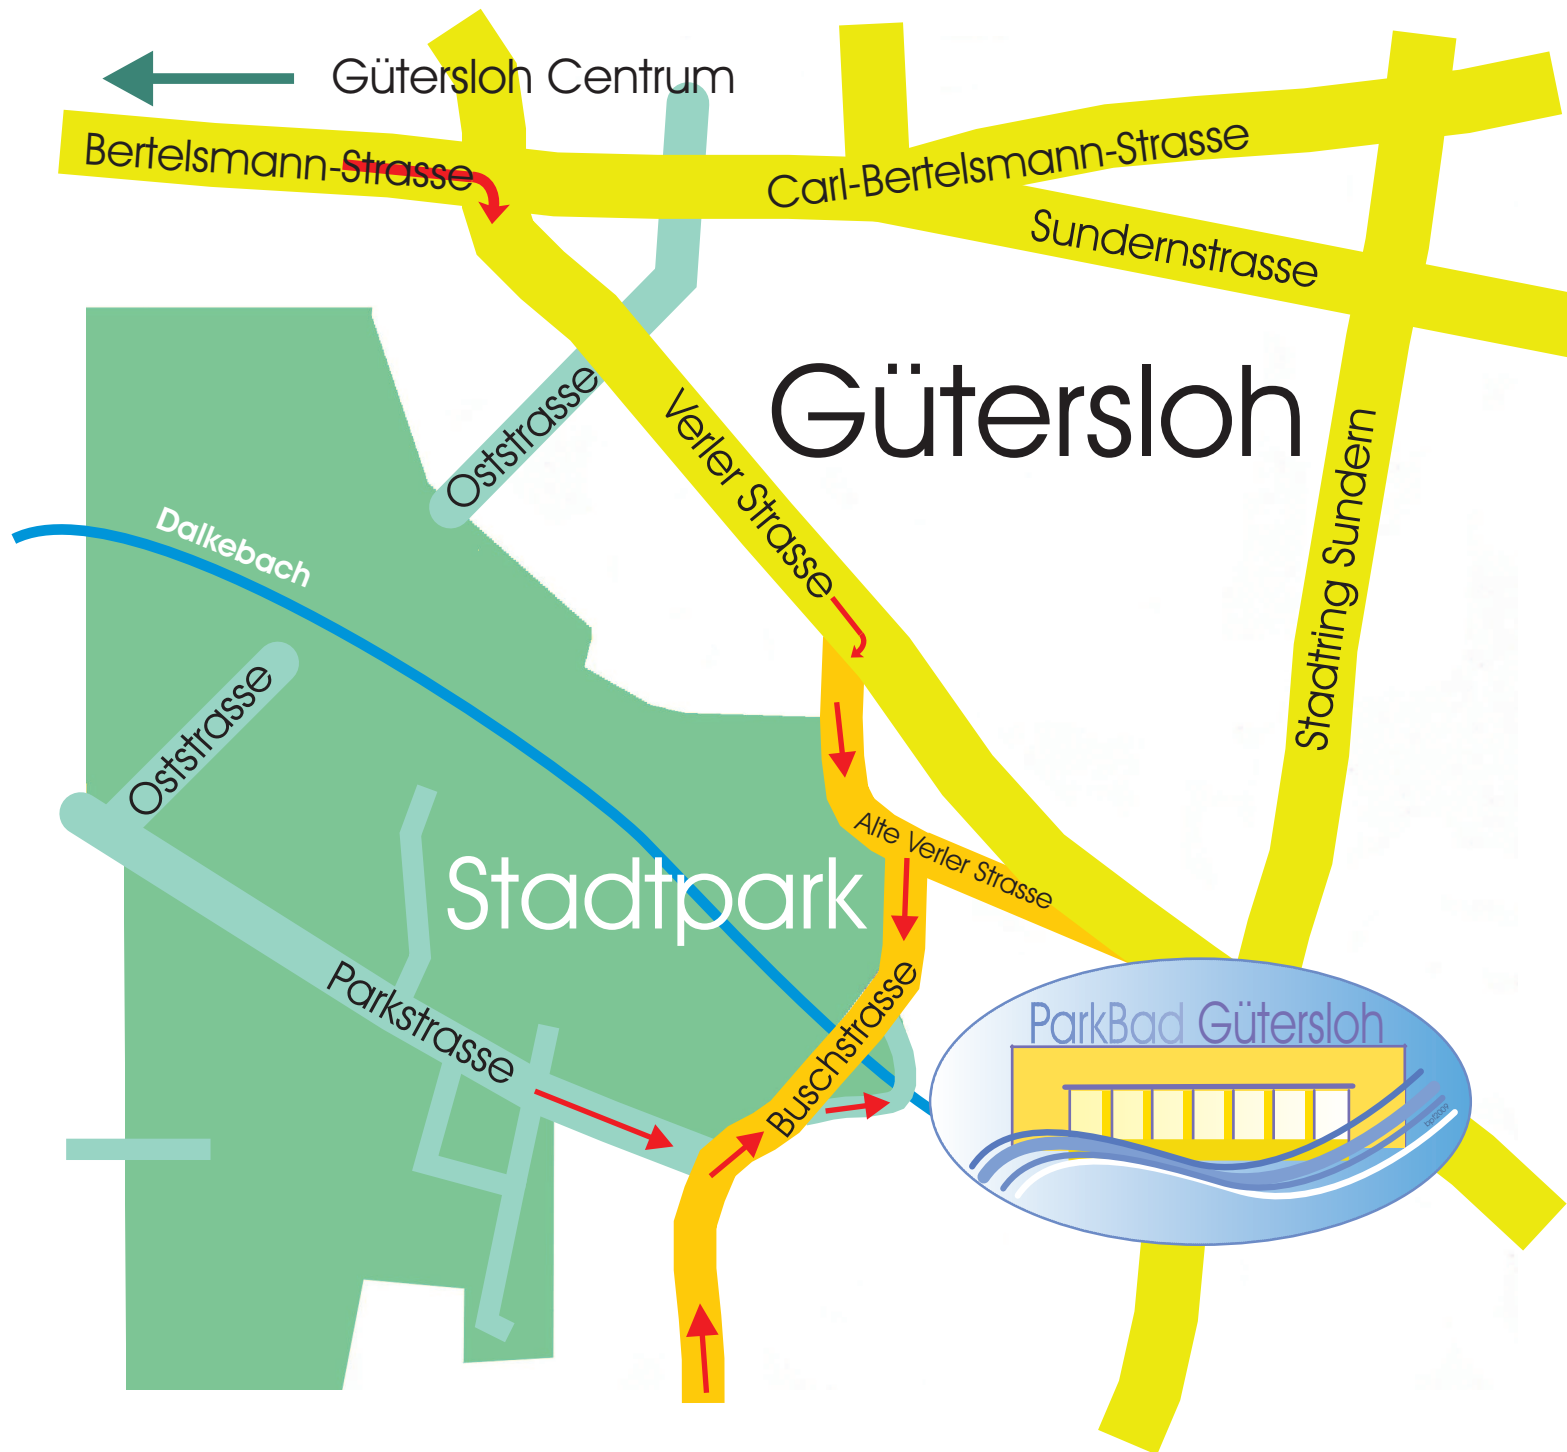 Gütersloh Centrum
Bertelsmann-Strasse
Carl-Bertelsmann-Strasse
Sundernstrasse
Gütersloh
Oststrasse
Verler Strasse
Stadtring Sundern
Dalkebach
Oststrasse
Alte Verler Strasse
Stadtpark
Parkstrasse
Buschstrasse
ParkBad Gütersloh